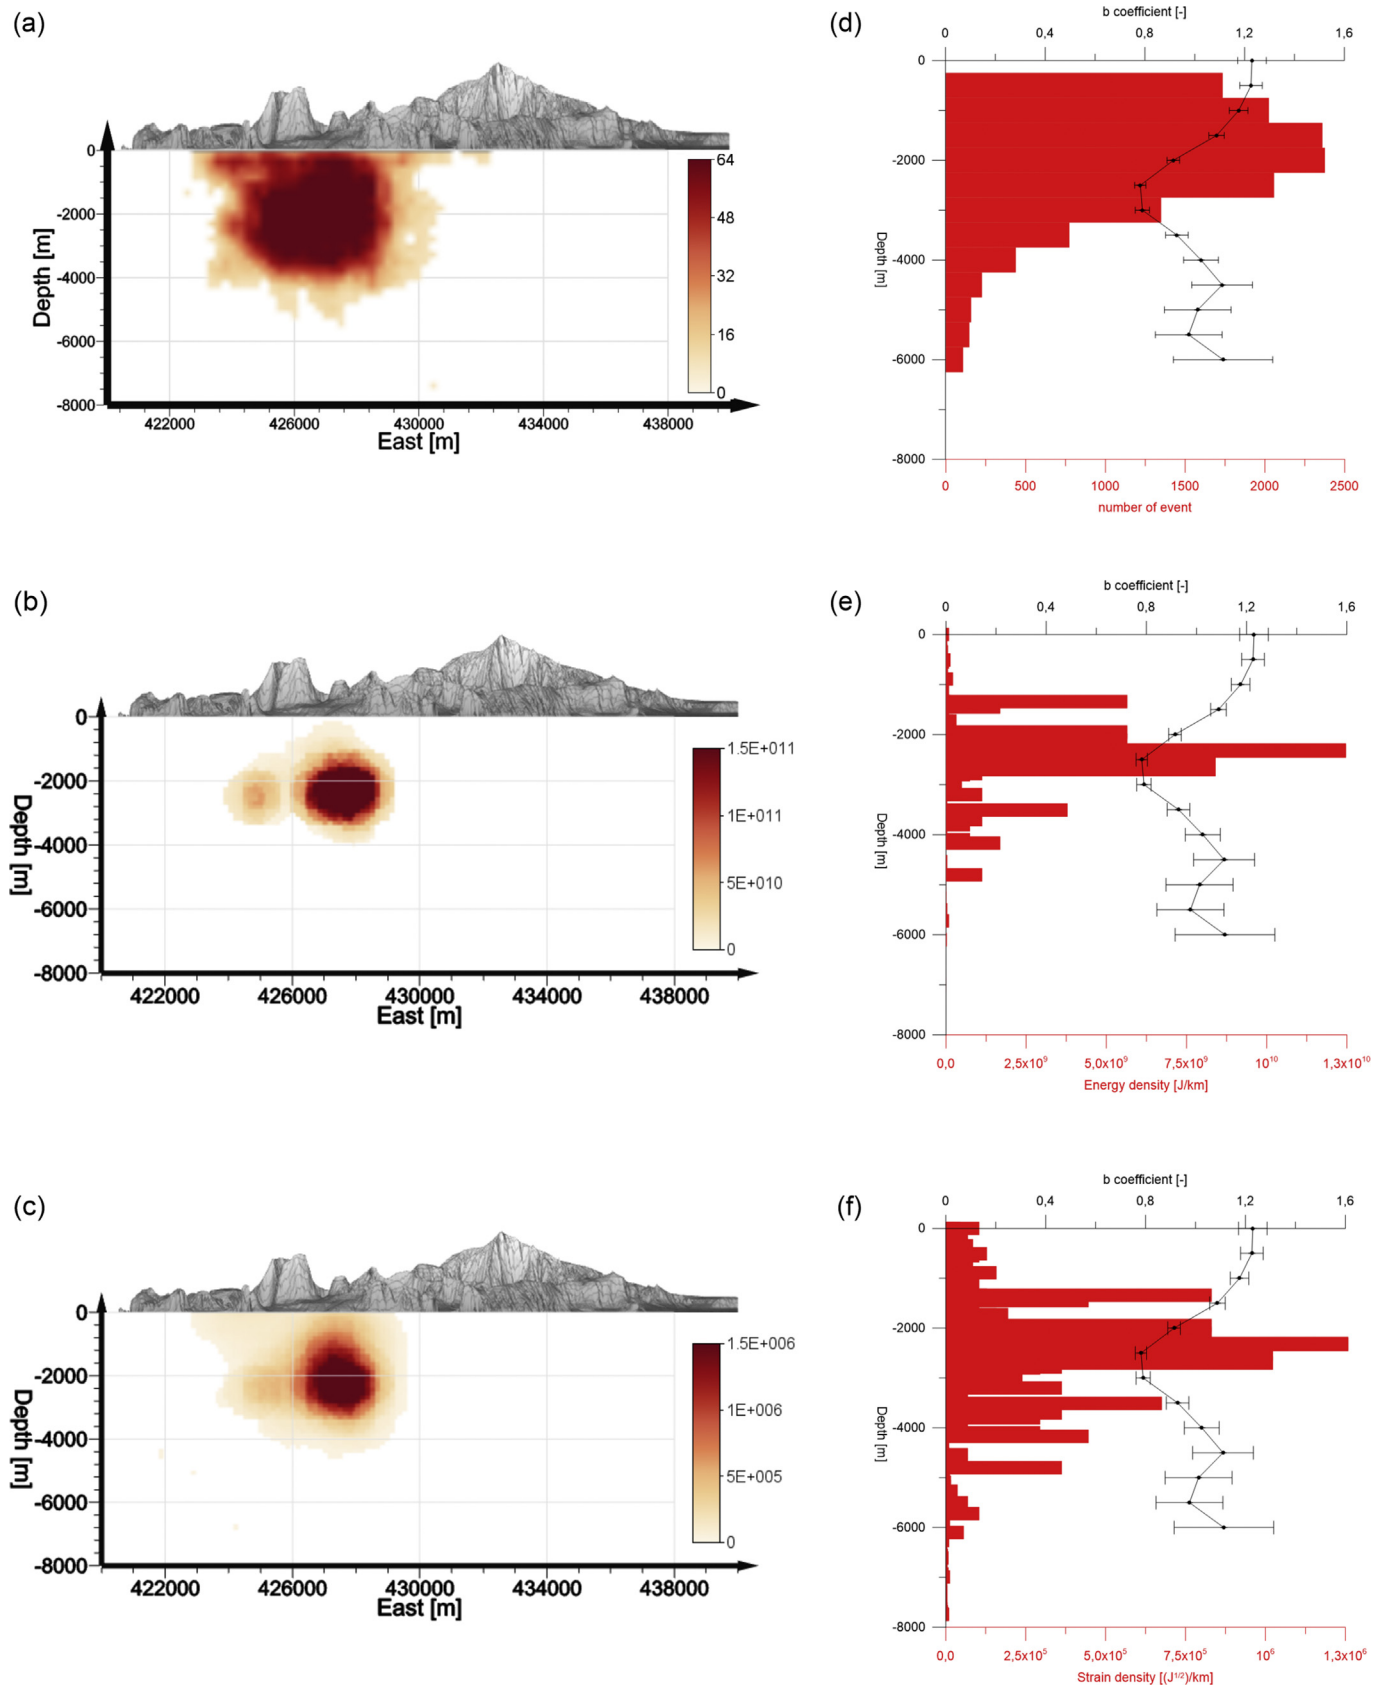 (a)
0
-2000
-4000
-6000
-8000
Depth [m]
422000 426000 430000 434000 438000
East [m]
64
48
32
16
0
(d)
b coefficient [-]
0 0,4 0,8 1,2 1,6
0
-2000
-4000
-6000
-8000
Depth [m]
0 500 1000 1500 2000 2500
number of event
(b)
0
-2000
-4000
-6000
-8000
Depth [m]
422000 426000 430000 434000 438000
East [m]
1.5E+011
1E+011
5E+010
0
(e)
b coefficient [-]
0 0,4 0,8 1,2 1,6
0
-2000
-4000
-6000
-8000
Depth [m]
0,0 2,5x10⁹ 5,0x10⁹ 7,5x10⁹ 10¹⁰ 1,3x10¹⁰
Energy density [J/km]
(c)
0
-2000
-4000
-6000
-8000
Depth [m]
422000 426000 430000 434000 438000
East [m]
1.5E+006
1E+006
5E+005
0
(f)
b coefficient [-]
0 0,4 0,8 1,2 1,6
0
-2000
-4000
-6000
-8000
Depth [m]
0,0 2,5x10⁵ 5,0x10⁵ 7,5x10⁵ 10⁶ 1,3x10⁶
Strain density [(J¹ᐟ²)/km]